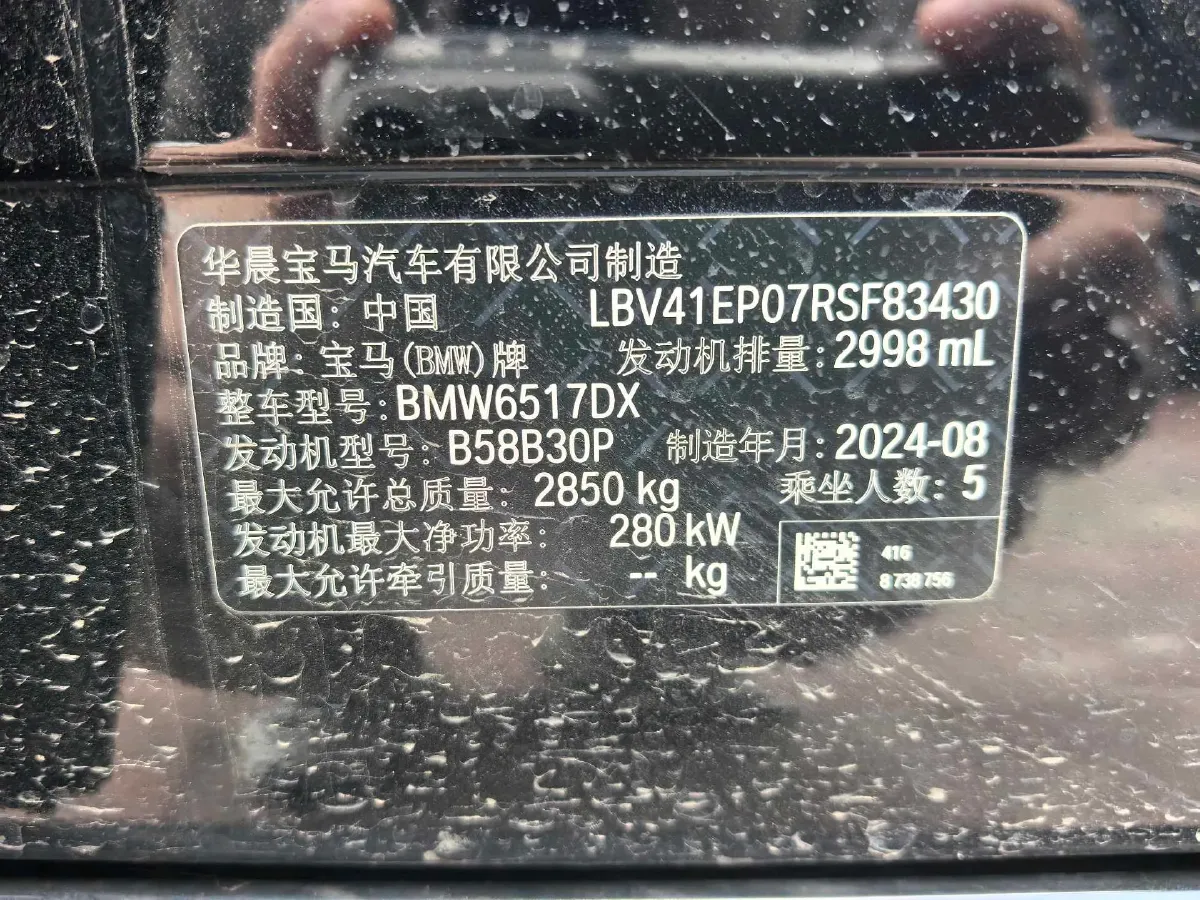 华晨宝马汽车有限公司制造
制造国: 中国 LBV41EP07RSF83430
品牌: 宝马(BMW)牌 发动机排量: 2998 mL
整车型号: BMW6517DX
发动机型号: B58B30P 制造年月: 2024-08
最大允许总质量: 2850 kg 乘坐人数: 5
发动机最大净功率: 280 kW
最大允许牵引质量: -- kg
416
8738756